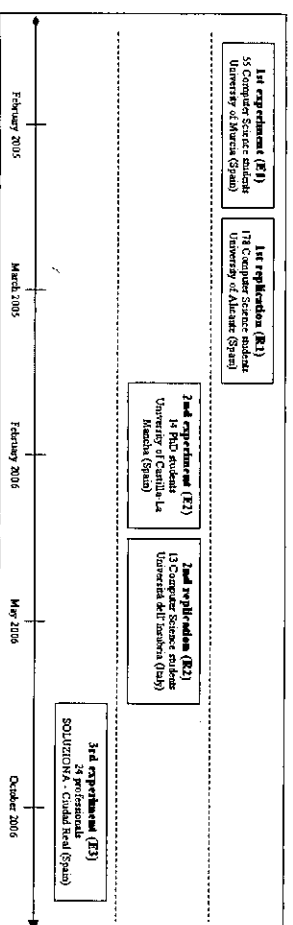 1st experiment (E1)
55 Computer Science students
University of Murcia (Spain)
1st replication (R1)
178 Computer Science students
University of Alicante (Spain)
2nd experiment (E2)
14 PhD students
University of Castilla-La
Mancha (Spain)
2nd replication (R2)
13 Computer Science students
Università dell' Insubria (Italy)
3rd experiment (E3)
24 professionals
SOLUZIONA - Ciudad Real (Spain)
February 2005
March 2005
February 2006
May 2006
October 2006